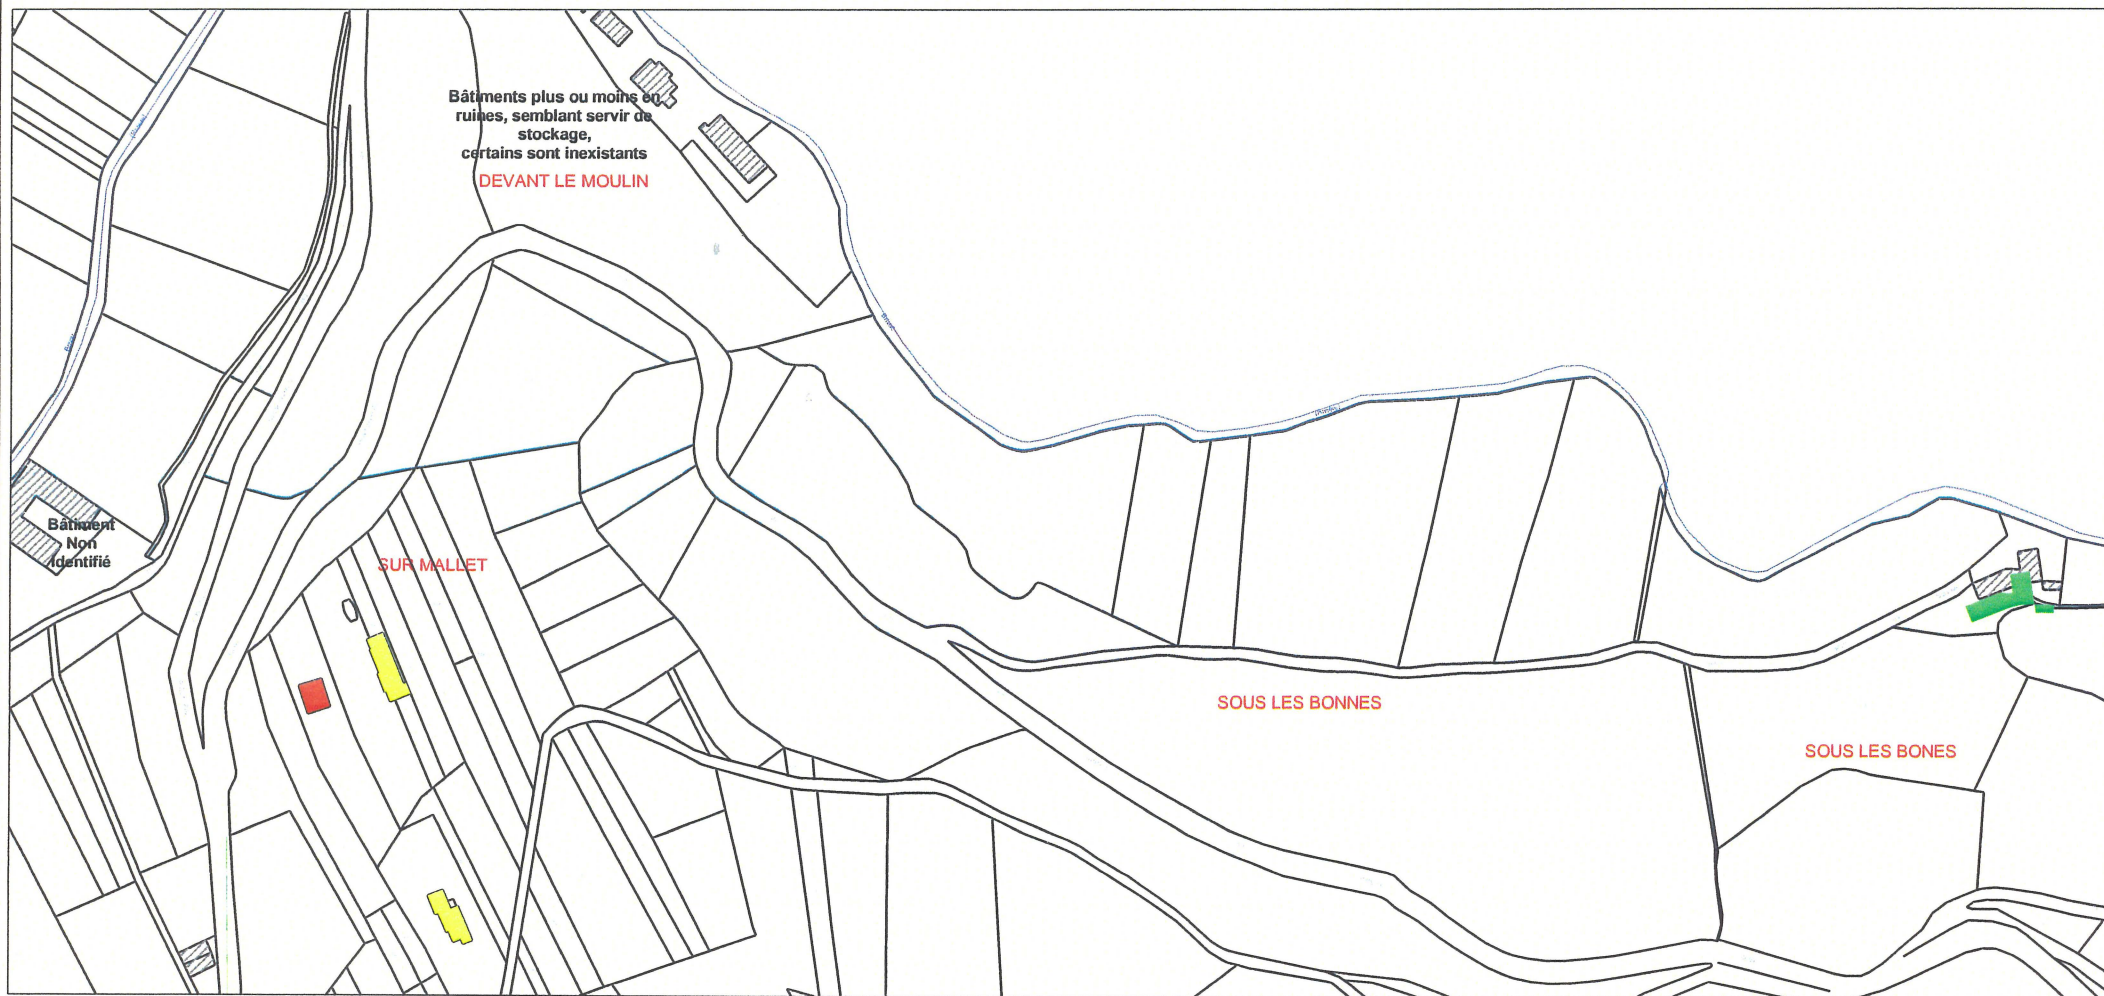 Bâtiments plus ou moins en
ruines, semblant servir de
stockage,
certains sont inexistants
DEVANT LE MOULIN
Bâtiment
Non
Identifié
SUR MALLET
SOUS LES BONNES
SOUS LES BONES